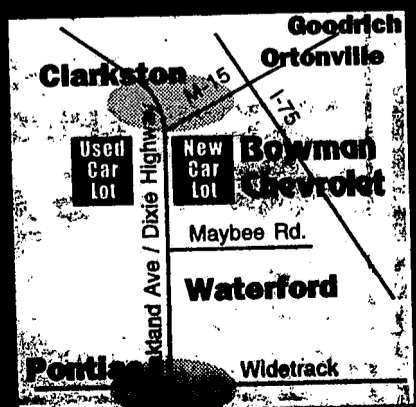 Goodrich
Ortonville
Clarkston
M-15
I-75
Used
Car
Lot
New
Car
Lot
Bowman
Chevrolet
Ave / Dixie Highway
Maybee Rd.
Waterford
Widetrack